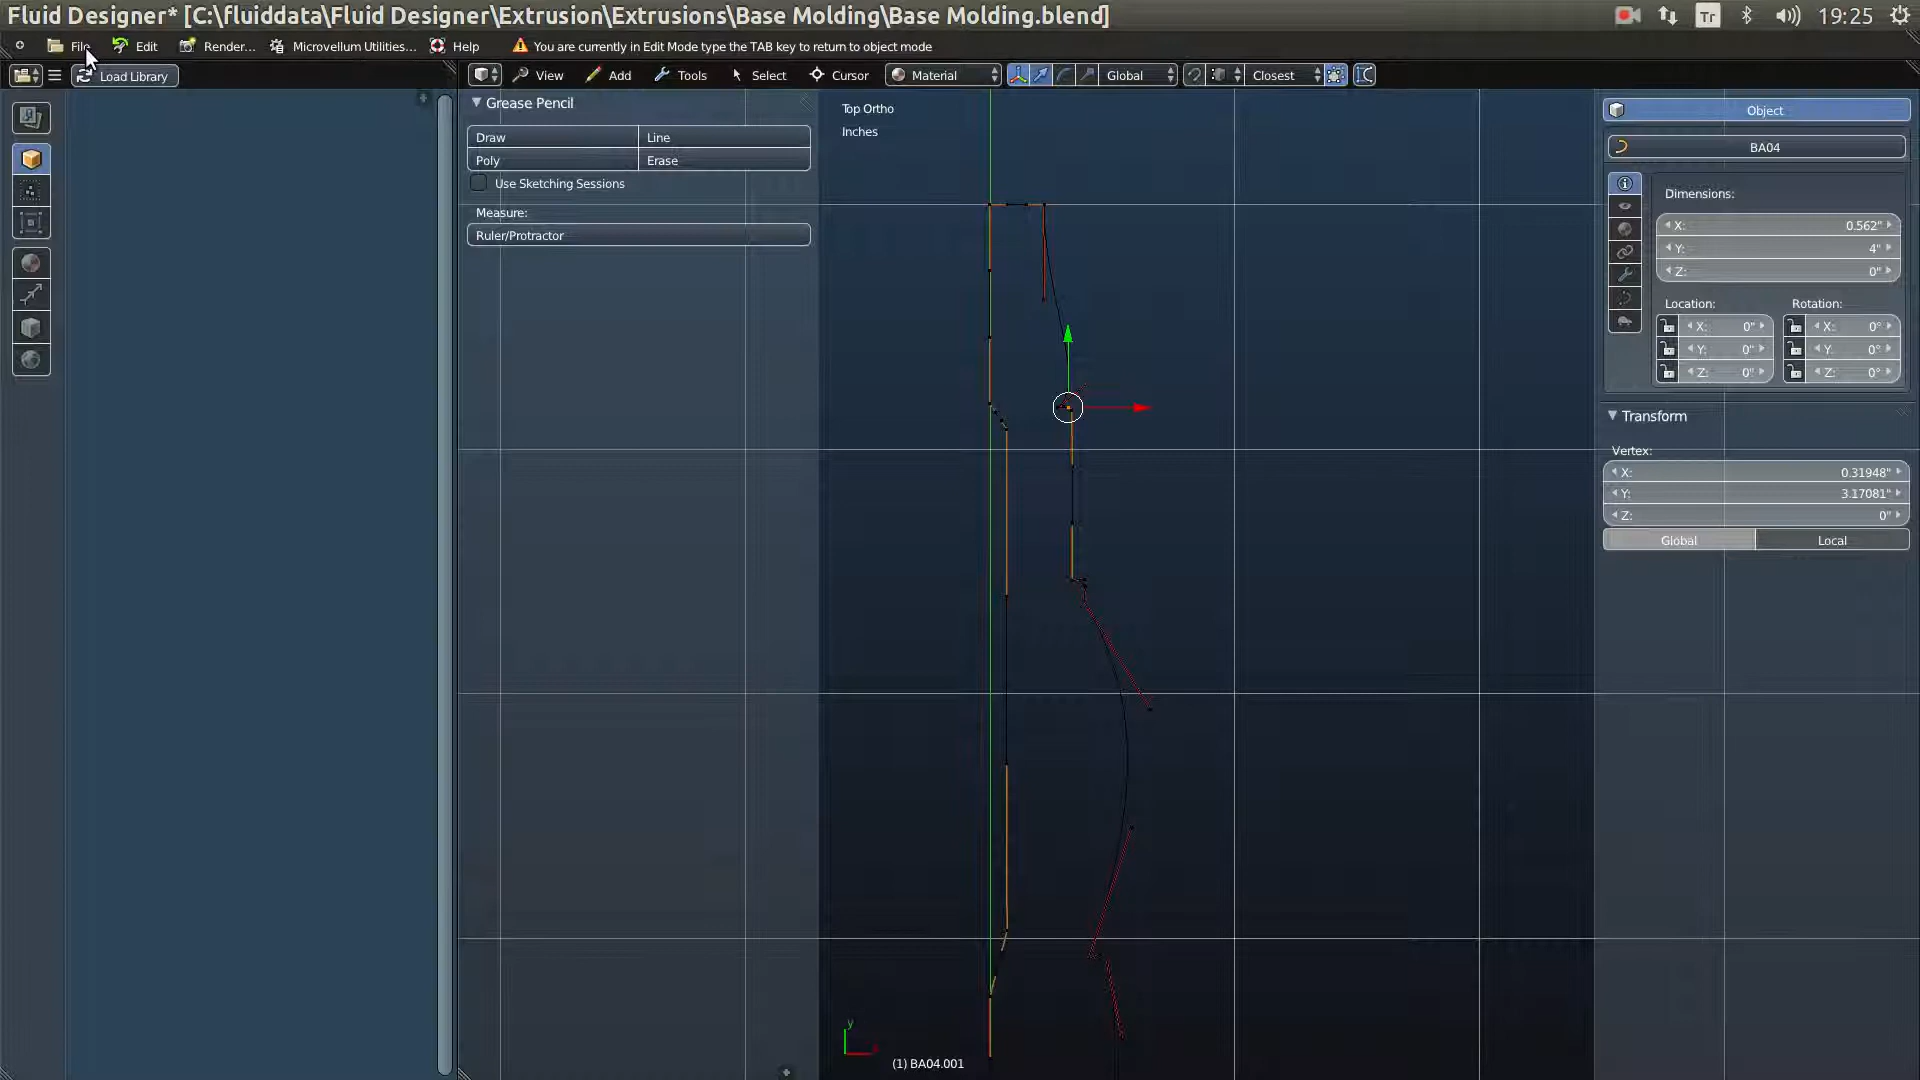 Fluid Designer* [C:\fluiddata\Fluid Designer\Extrusion\Extrusions\Base Molding\Base Molding.blend]
Tr
19:25
File
Edit
Render...
Microvellum Utilities...
Help
You are currently in Edit Mode type the TAB key to return to object mode
Load Library
View
Add
Tools
Select
Cursor
Material
Global
Closest
Grease Pencil
Draw
Line
Poly
Erase
Use Sketching Sessions
Measure:
Ruler/Protractor
Top Ortho
Inches
y
(1) BA04.001
Object
BA04
Dimensions:
X: 0.562"
Y: 4"
Z: 0"
Location:
Rotation:
X: 0"
X: 0°
Y: 0"
Y: 0°
Z: 0"
Z: 0°
Transform
Vertex:
X: 0.31948"
Y: 3.17081"
Z: 0"
Global
Local